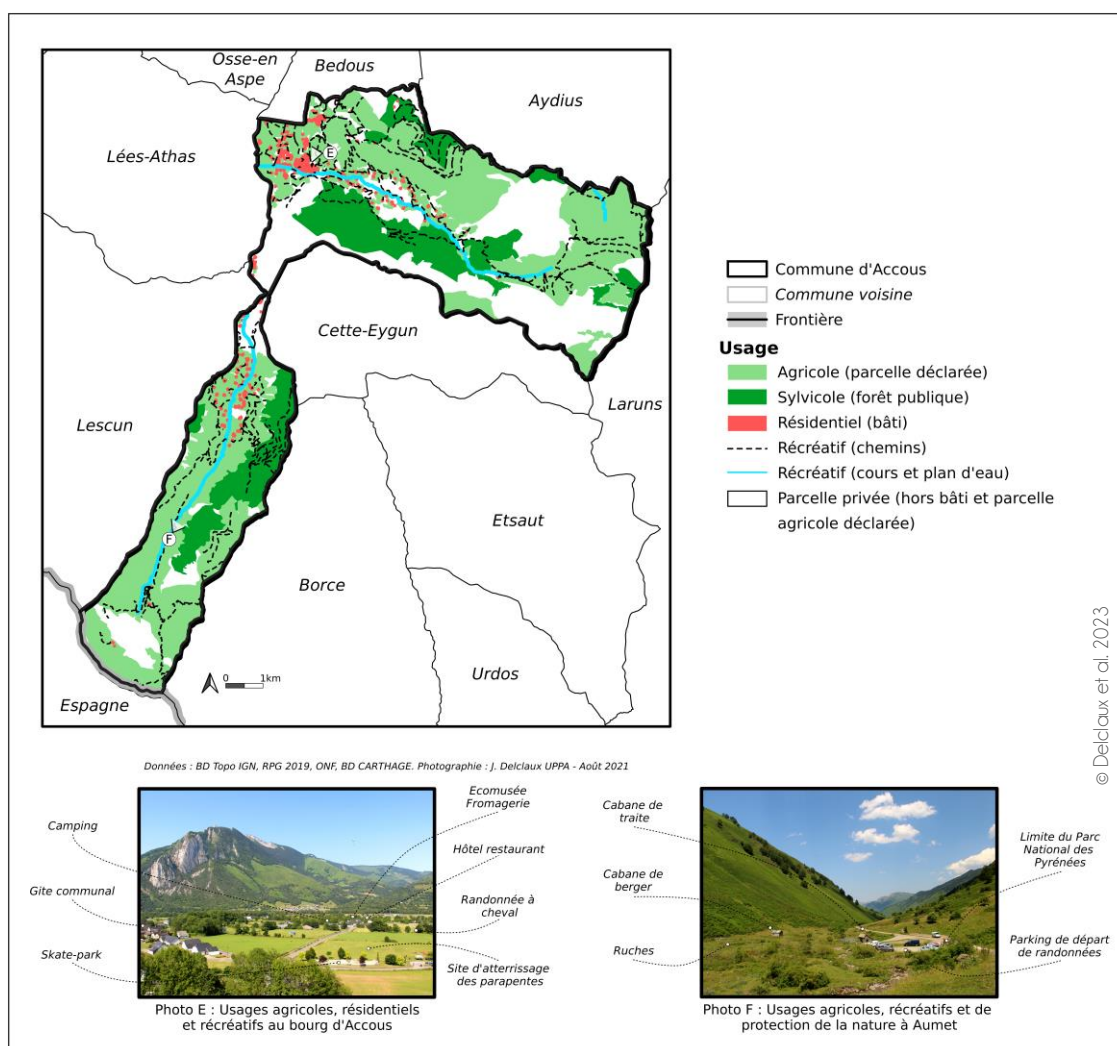 Osse-en
Aspe
Bedous
Aydius
Lées-Athas
E
Cette-Eygun
Lescun
Laruns
Etsaut
F
Borce
Urdos
0 1km
Espagne
Commune d'Accous
Commune voisine
Frontière
Usage
Agricole (parcelle déclarée)
Sylvicole (forêt publique)
Résidentiel (bâti)
Récréatif (chemins)
Récréatif (cours et plan d'eau)
Parcelle privée (hors bâti et parcelle
agricole déclarée)
© Delclaux et al. 2023
Données : BD Topo IGN, RPG 2019, ONF, BD CARTHAGE. Photographie : J. Delclaux UPPA - Août 2021
Camping
Gite communal
Skate-park
Ecomusée
Fromagerie
Hôtel restaurant
Randonnée à
cheval
Site d'atterrissage
des parapentes
Photo E : Usages agricoles, résidentiels
et récréatifs au bourg d'Accous
Cabane de
traite
Cabane de
berger
Ruches
Limite du Parc
National des
Pyrénées
Parking de départ
de randonnées
Photo F : Usages agricoles, récréatifs et de
protection de la nature à Aumet